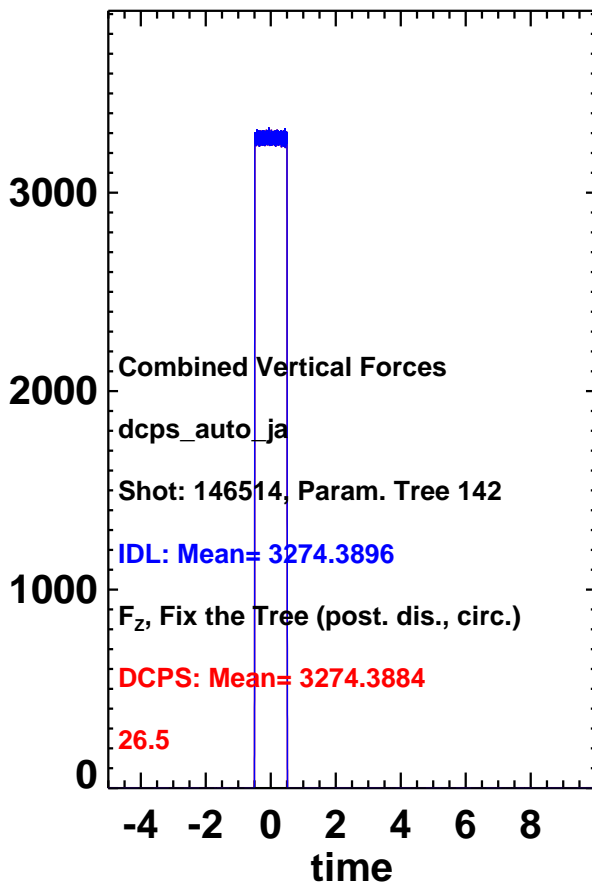 3000
2000
1000
0
Combined Vertical Forces
dcps_auto_ja
Shot: 146514, Param. Tree 142
IDL: Mean= 3274.3896
FZ, Fix the Tree (post. dis., circ.)
DCPS: Mean= 3274.3884
26.5
-4 -2 0 2 4 6 8
time